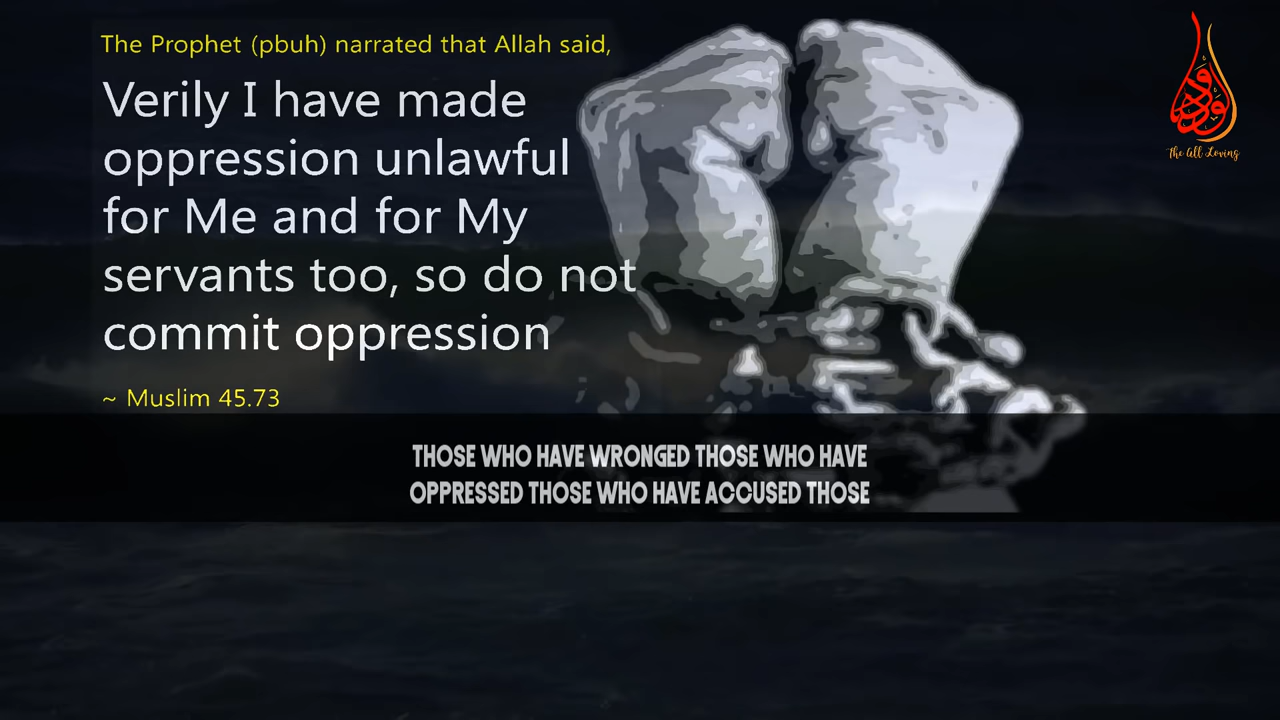 The Prophet (pbuh) narrated that Allah said,
Verily I have made
oppression unlawful
for Me and for My
servants too, so do not
commit oppression
~ Muslim 45.73
THOSE WHO HAVE WRONGED THOSE WHO HAVE
OPPRESSED THOSE WHO HAVE ACCUSED THOSE
الودود
The All Loving